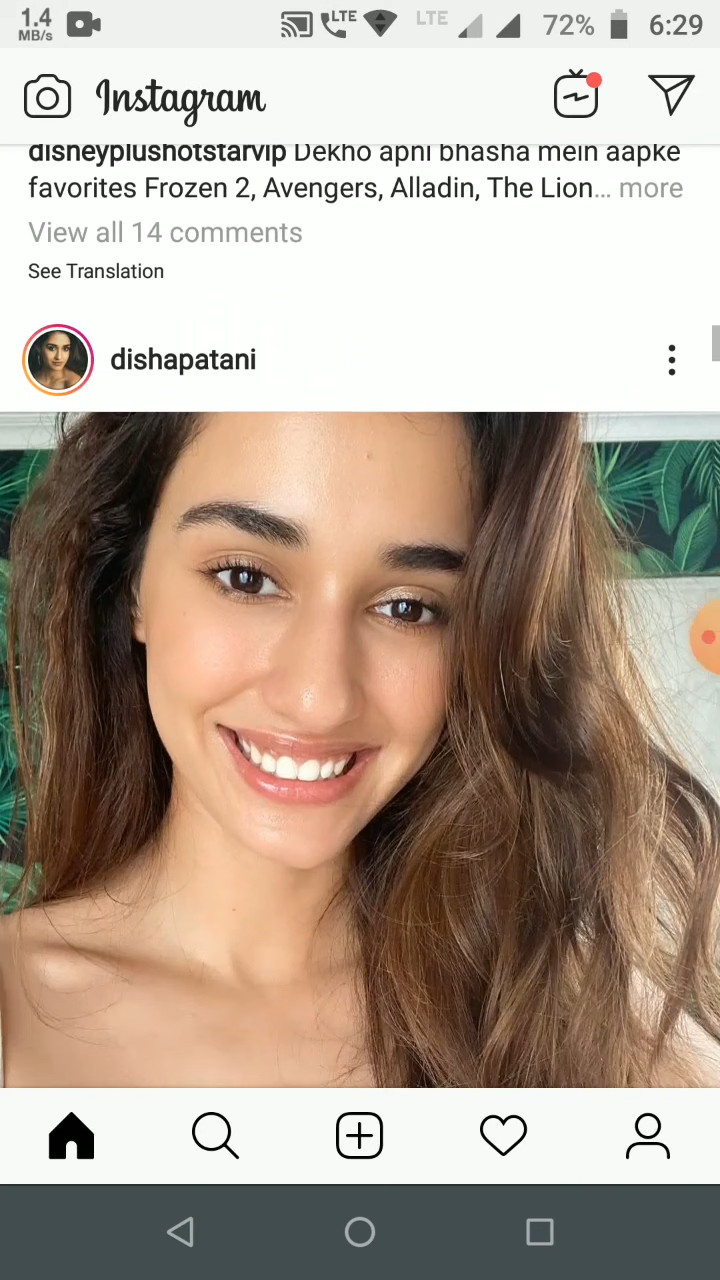 1.4
MB/s
LTE
LTE
72%
6:29
Instagram
disneyplushotstarvip Dekho apni bhasha mein aapke
favorites Frozen 2, Avengers, Alladin, The Lion... more
View all 14 comments
See Translation
dishapatani